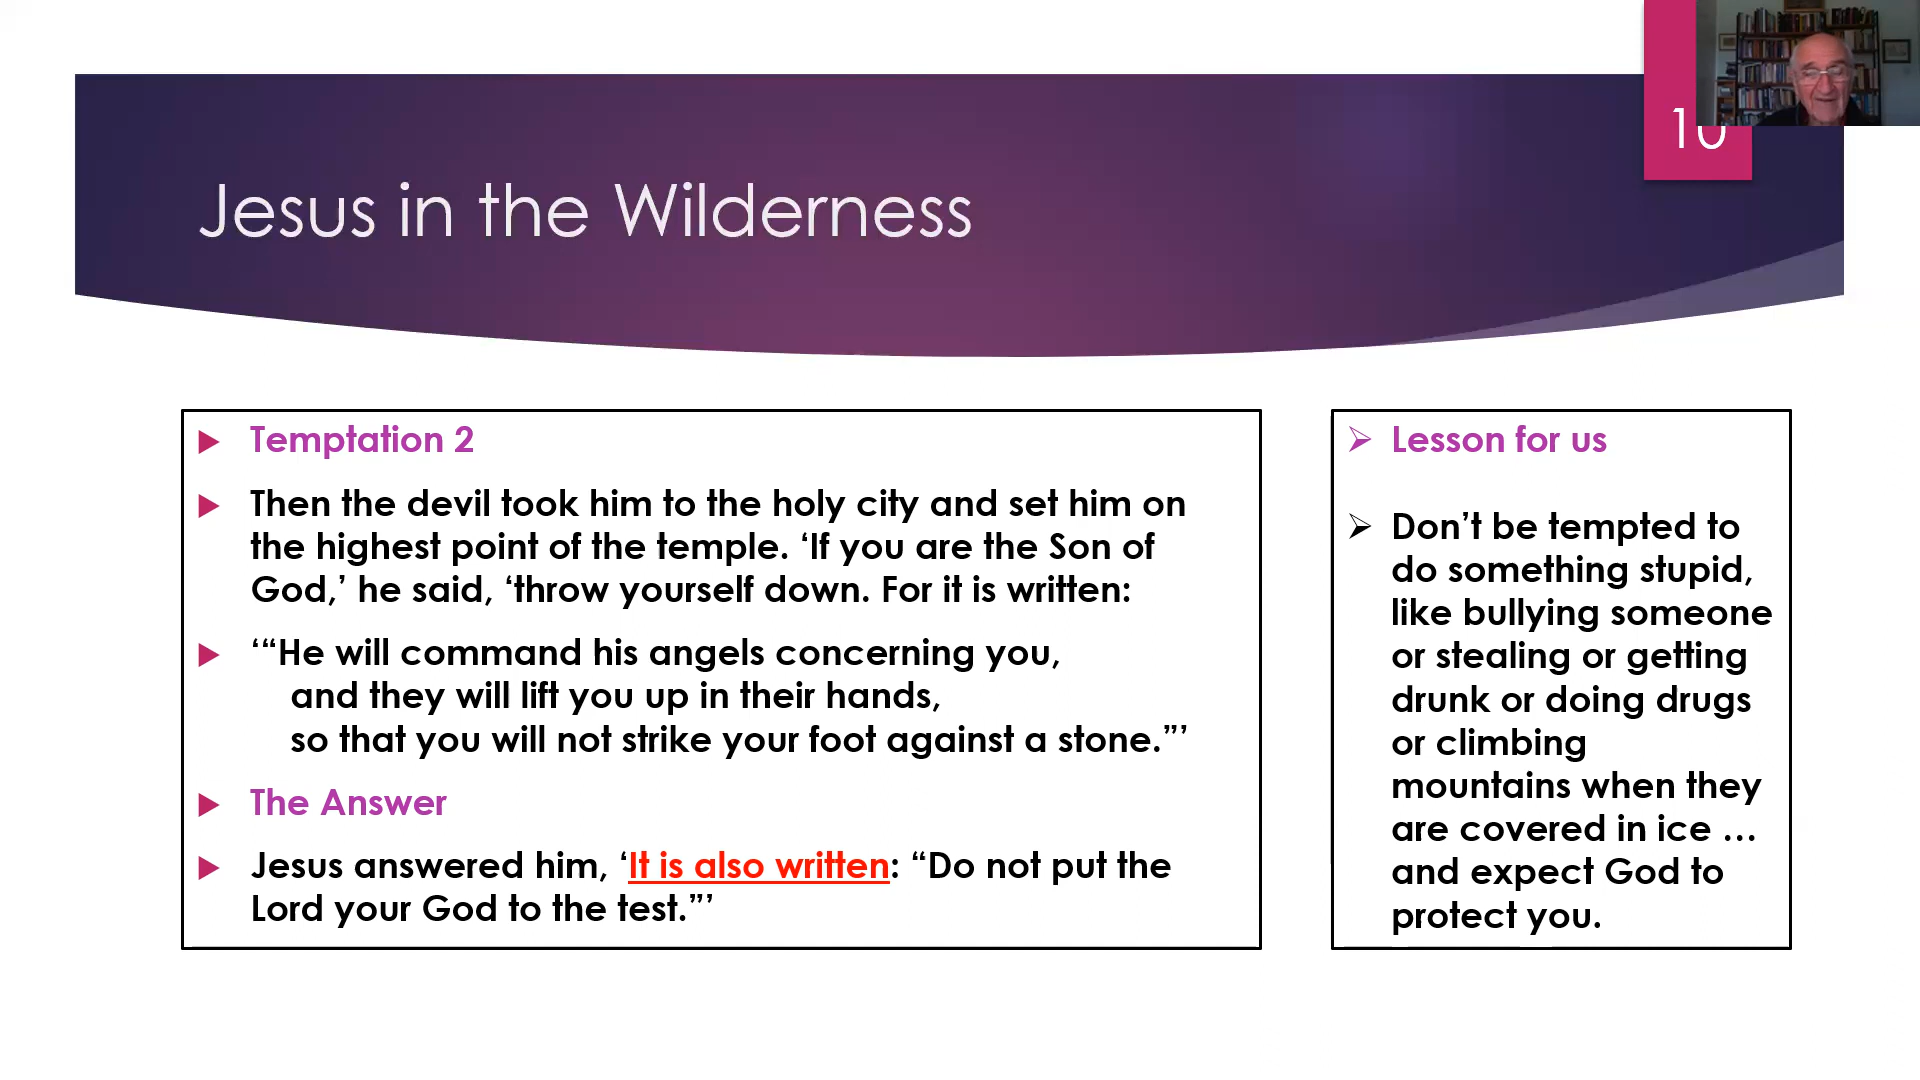 10
Jesus in the Wilderness
Temptation 2
Then the devil took him to the holy city and set him on
the highest point of the temple. ‘If you are the Son of
God,’ he said, ‘throw yourself down. For it is written:
‘“He will command his angels concerning you,
and they will lift you up in their hands,
so that you will not strike your foot against a stone.”’
The Answer
Jesus answered him, ‘It is also written: “Do not put the
Lord your God to the test.”’
Lesson for us
Don’t be tempted to
do something stupid,
like bullying someone
or stealing or getting
drunk or doing drugs
or climbing
mountains when they
are covered in ice …
and expect God to
protect you.